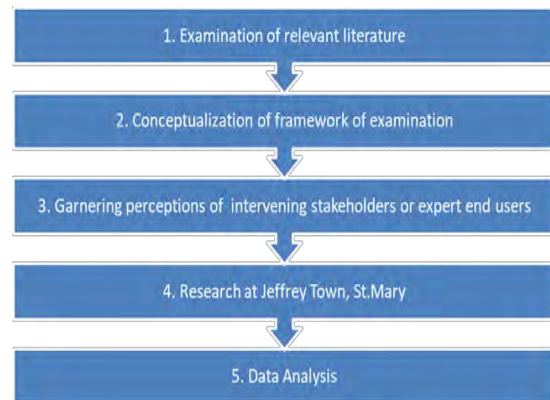 1. Examination of relevant literature
2. Conceptualization of framework of examination
3. Garnering perceptions of intervening stakeholders or expert end users
4. Research at Jeffrey Town, St.Mary
5. Data Analysis